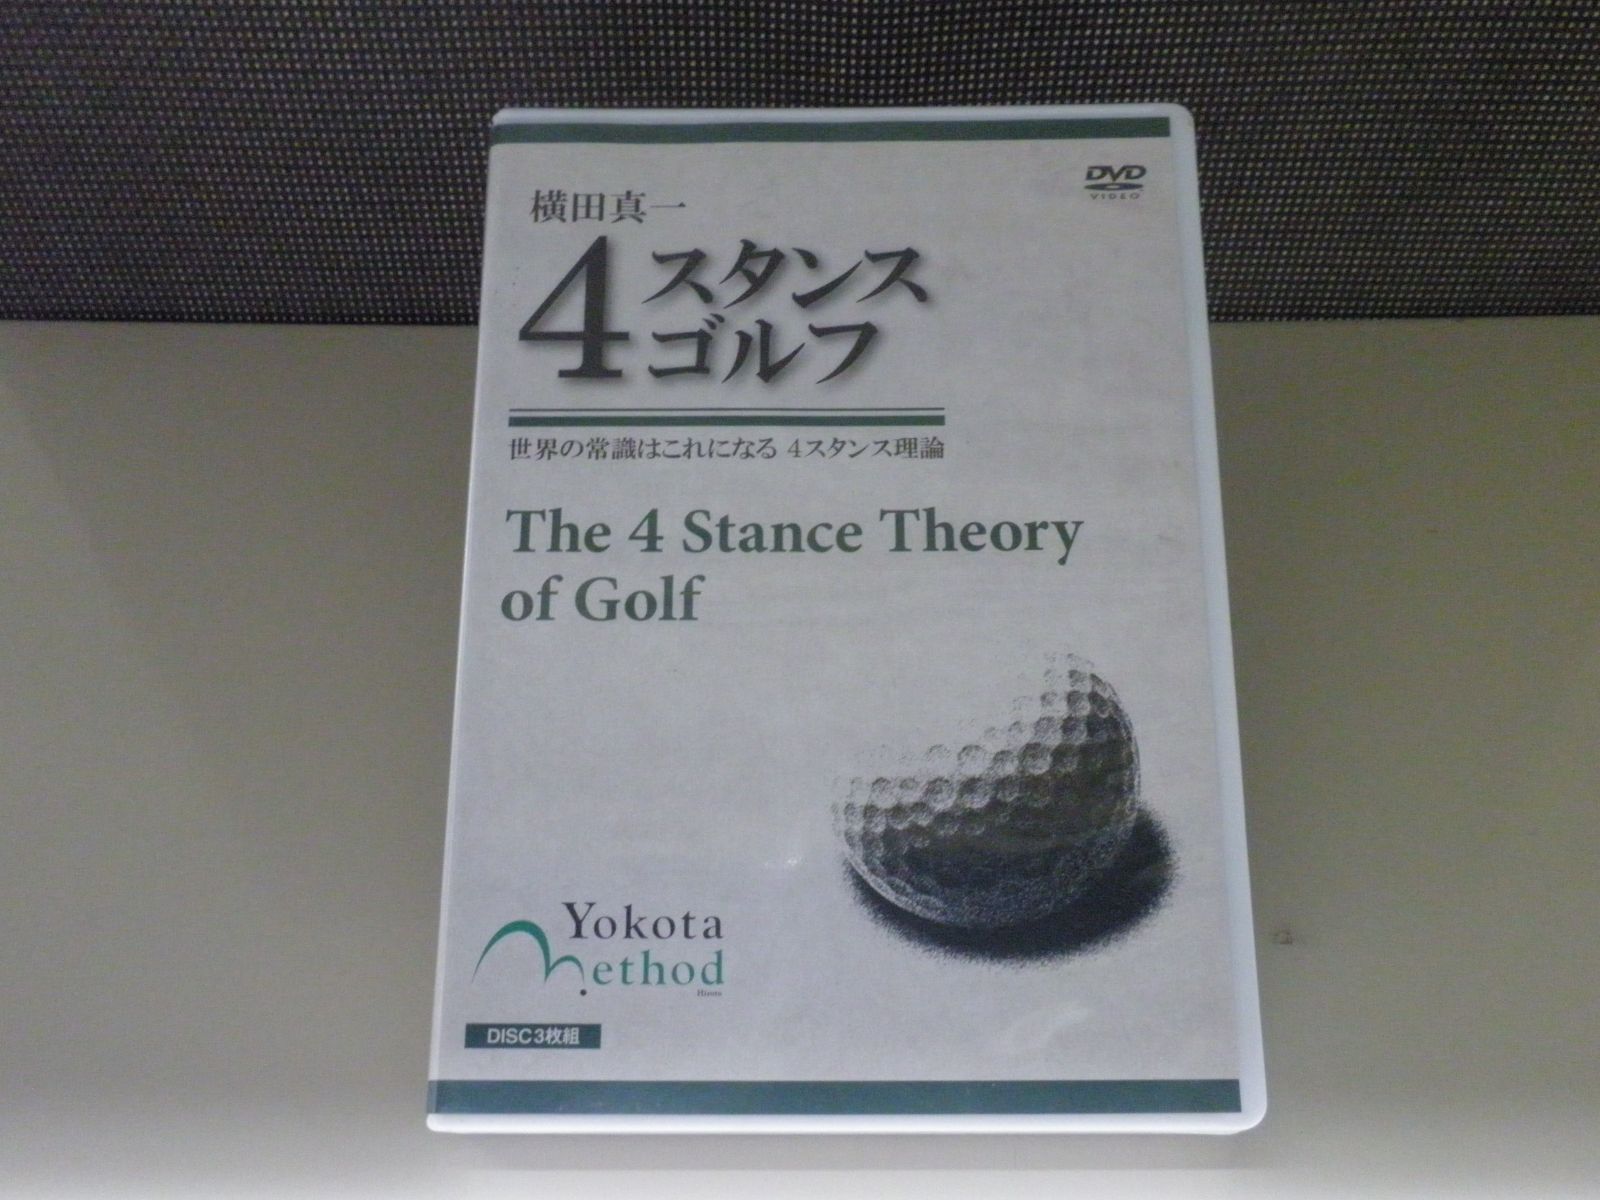 DVD
VIDEO
横田真一
4スタンス
ゴルフ
世界の常識はこれになる 4スタンス理論
The 4 Stance Theory
of Golf
Yokota
Method
Hirota
DISC3枚組